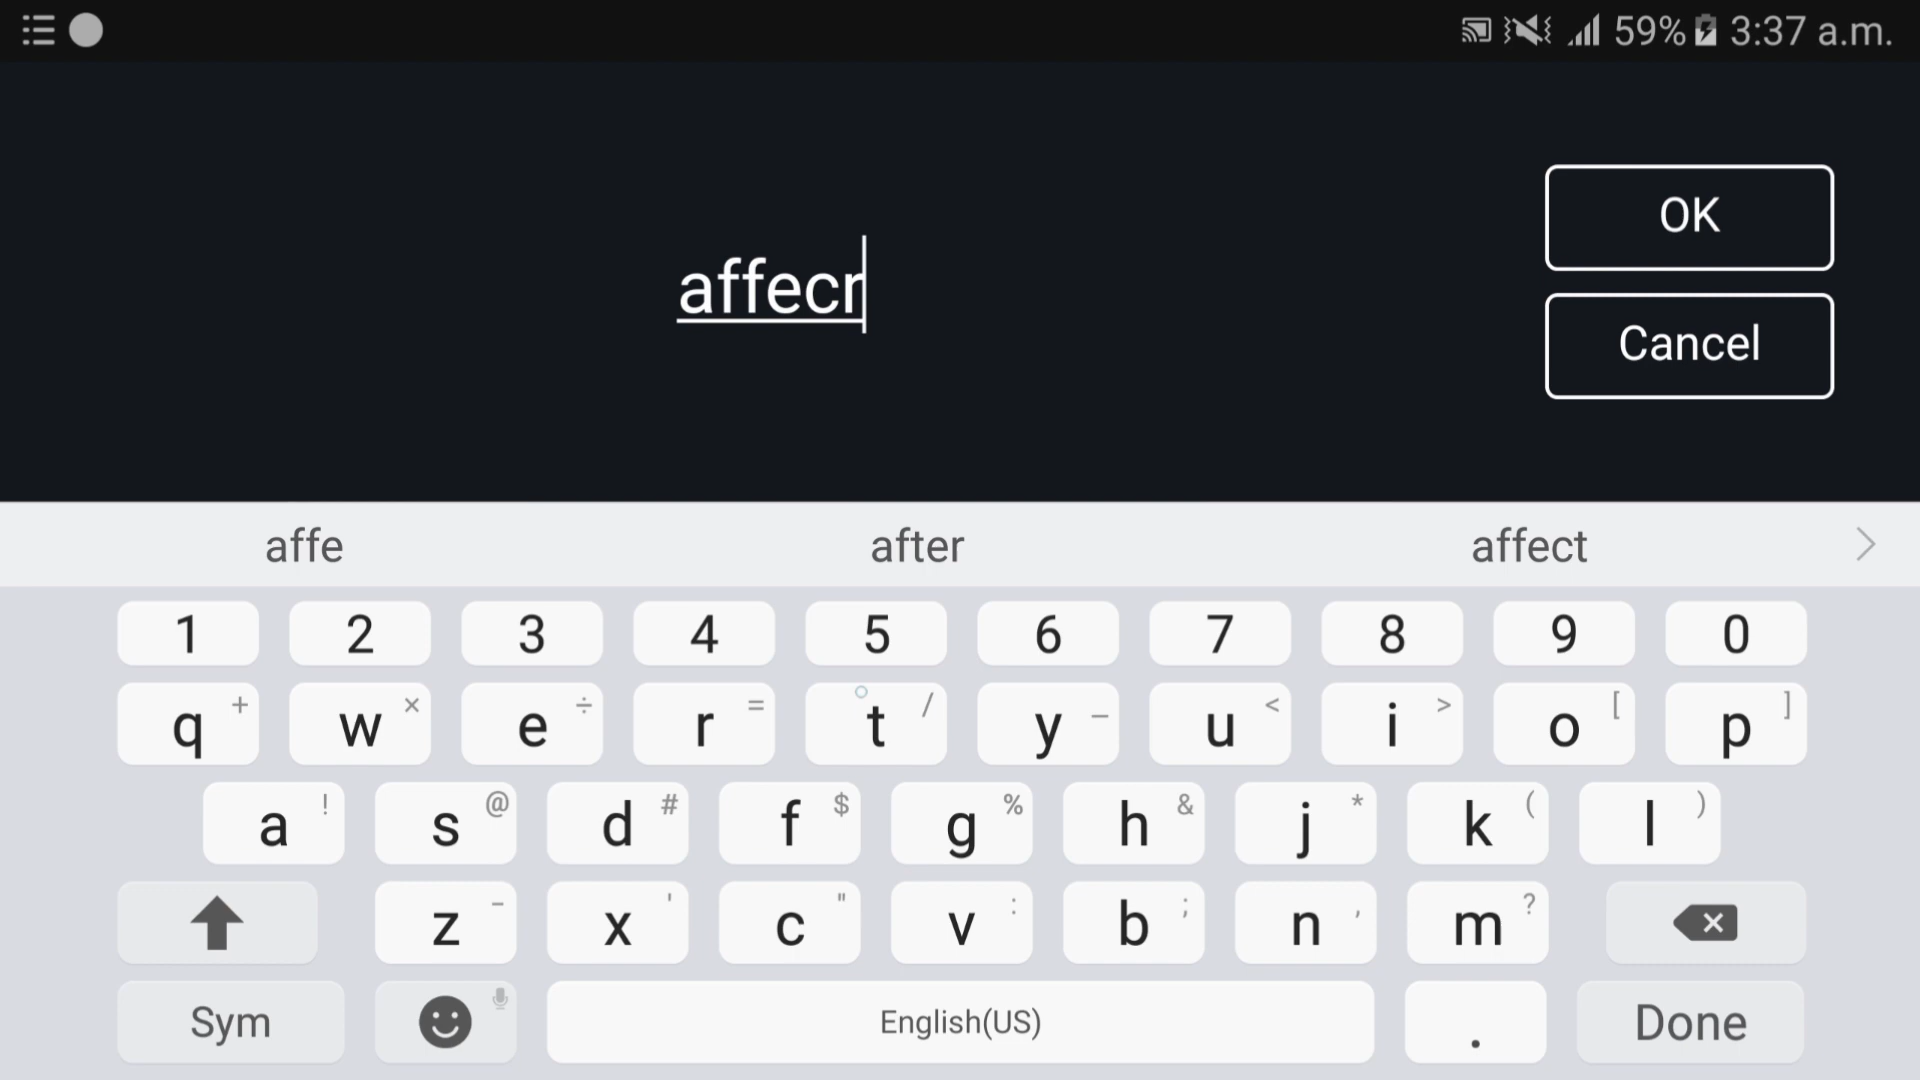 59% 3:37 a.m.
OK
affecr
Cancel
affe after affect
1 2 3 4 5 6 7 8 9 0
q + w × e ÷ r = t / y _ u < i > o [ p ]
a ! s @ d # f $ g % h & j * k ( l )
z - x ' c " v : b ; n , m ?
Sym English(US) . Done